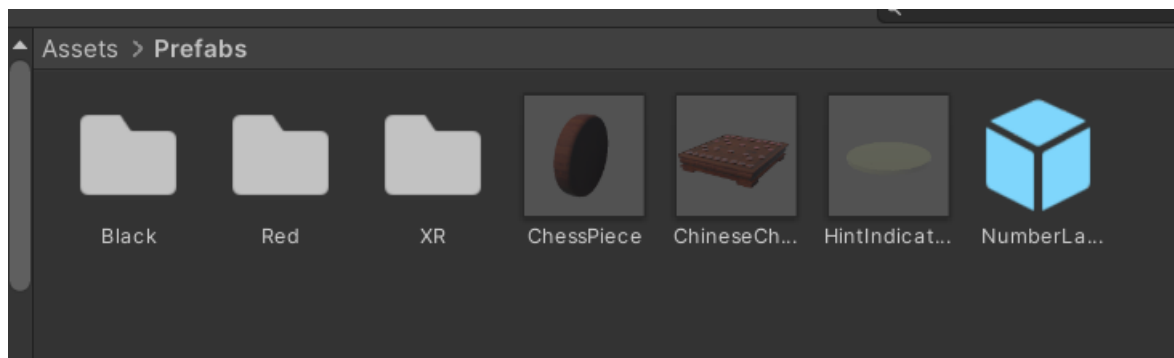 Assets > Prefabs
Black Red XR ChessPiece ChineseCh... HintIndicat... NumberLa...